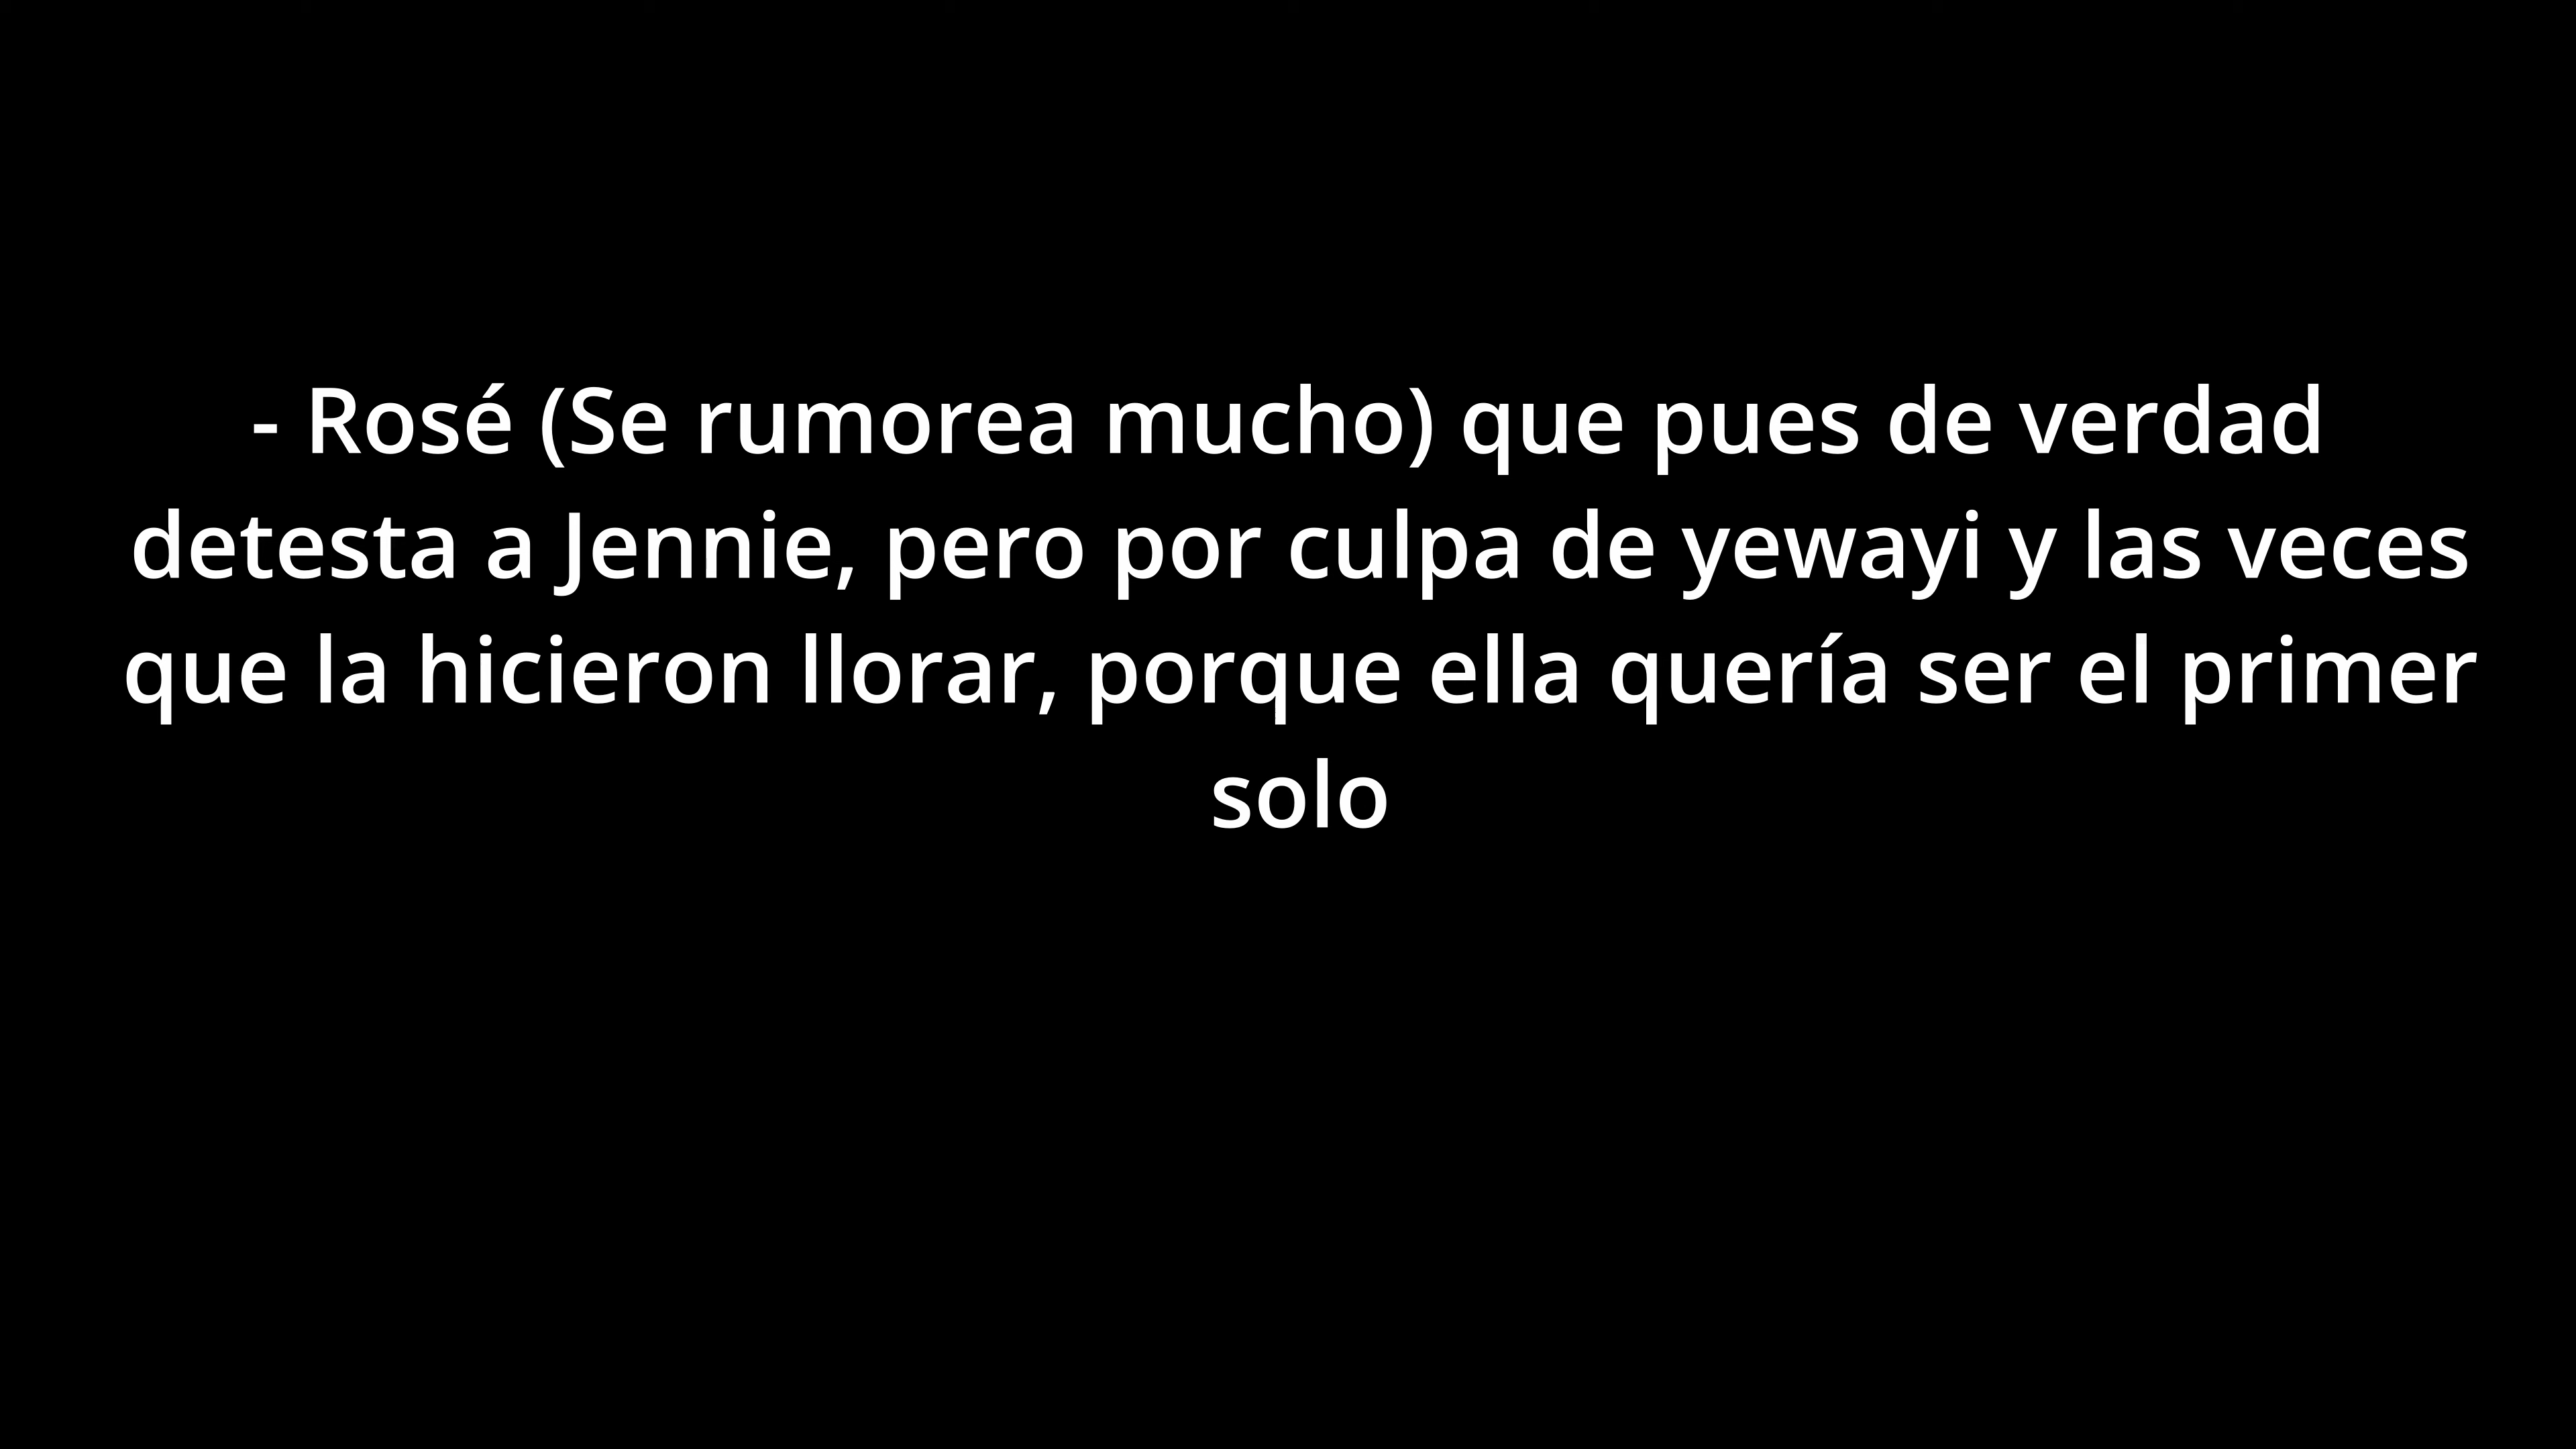 - Rosé (Se rumorea mucho) que pues de verdad
detesta a Jennie, pero por culpa de yewayi y las veces
que la hicieron llorar, porque ella quería ser el primer
solo